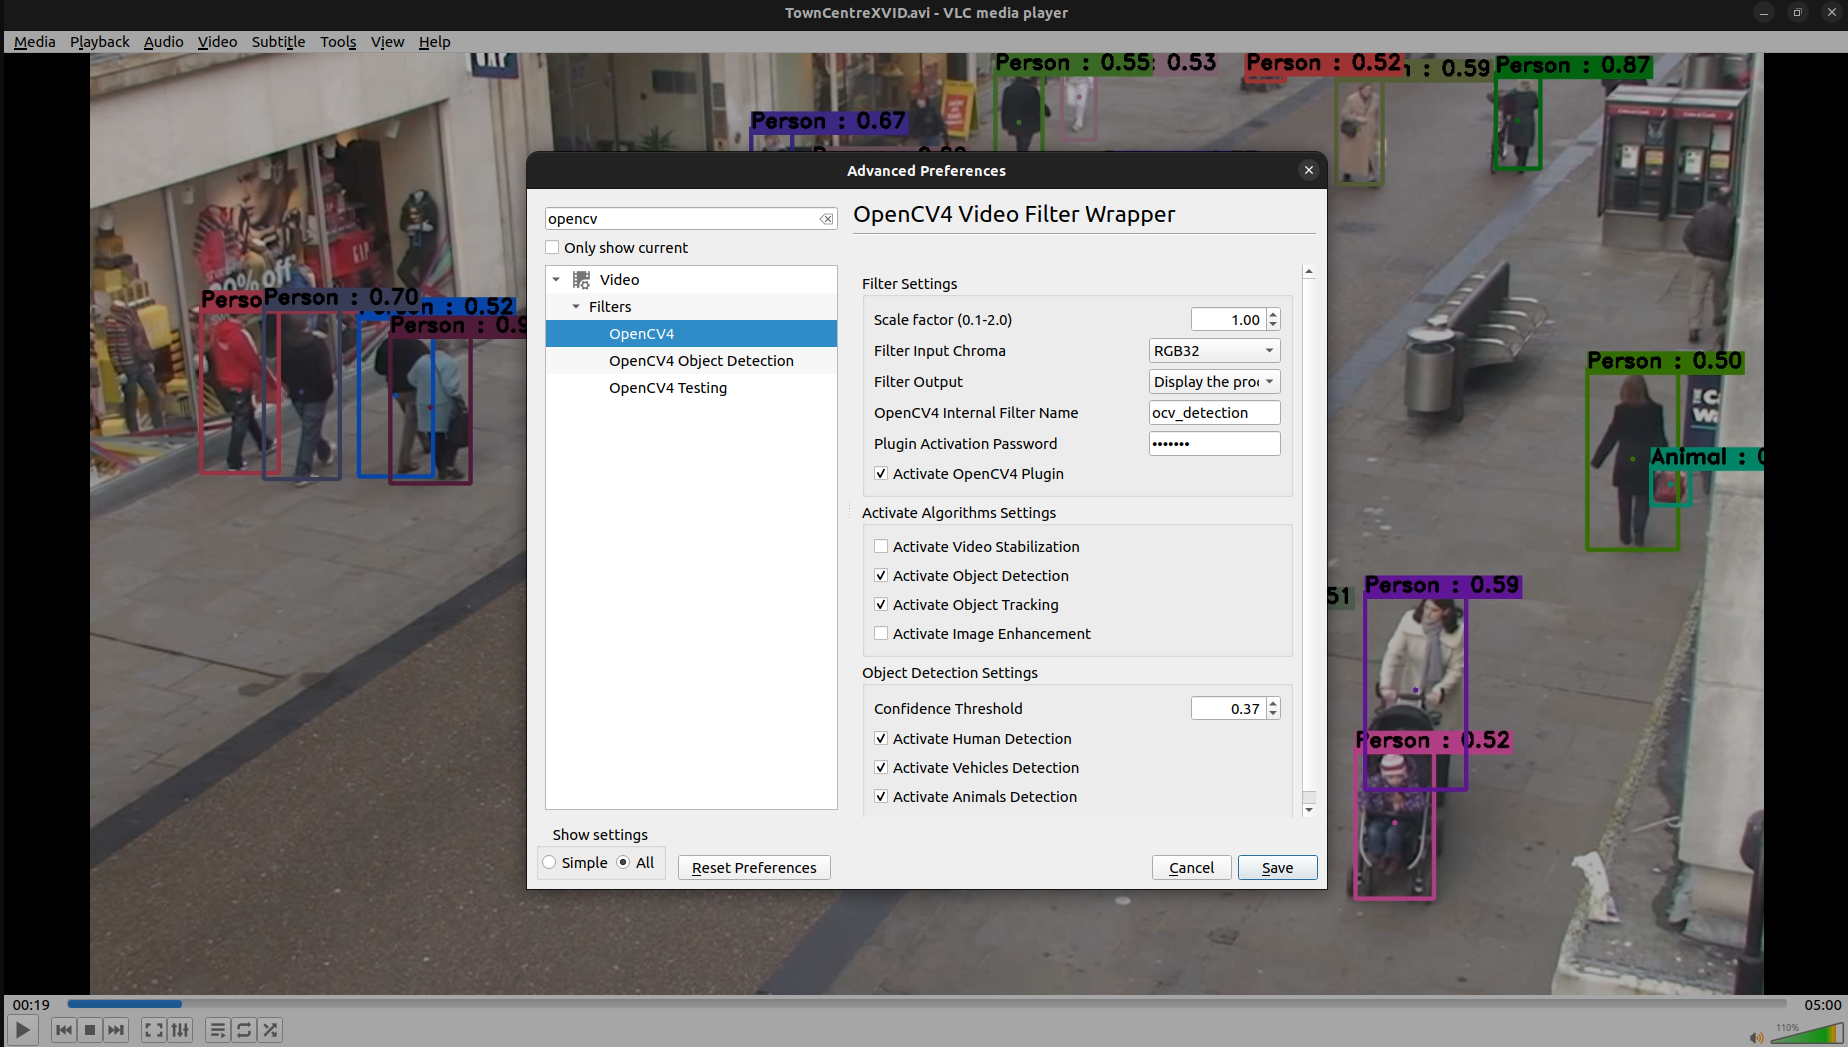 TownCentreXVID.avi - VLC media player
Media Playback Audio Video Subtitle Tools View Help
Person : 0.55 : 0.53 Person : 0.52 : 0.59 Person : 0.87
Person : 0.67
Advanced Preferences
opencv
Only show current
Video
Filters
OpenCV4
OpenCV4 Object Detection
OpenCV4 Testing
Show settings
Simple All
Reset Preferences
OpenCV4 Video Filter Wrapper
Filter Settings
Scale factor (0.1-2.0) 1.00
Filter Input Chroma RGB32
Filter Output Display the pro
OpenCV4 Internal Filter Name ocv_detection
Plugin Activation Password •••••••
Activate OpenCV4 Plugin
Activate Algorithms Settings
Activate Video Stabilization
Activate Object Detection
Activate Object Tracking
Activate Image Enhancement
Object Detection Settings
Confidence Threshold 0.37
Activate Human Detection
Activate Vehicles Detection
Activate Animals Detection
Cancel Save
GAP
% off
Perso Person : 0.70 n : 0.52
Person : 0.9
Person : 0.50
Animal : 0
51 Person : 0.59
Person : 0.52
00:19 05:00
110%